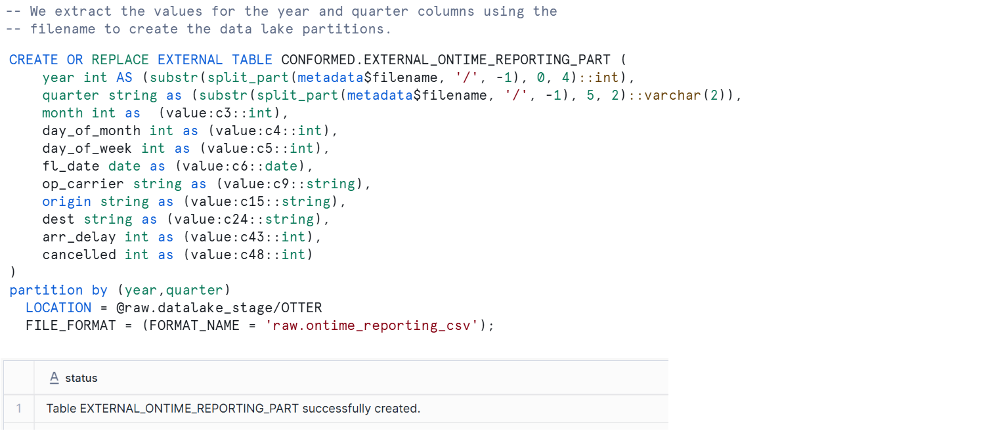 -- We extract the values for the year and quarter columns using the
-- filename to create the data lake partitions.
CREATE OR REPLACE EXTERNAL TABLE CONFORMED.EXTERNAL_ONTIME_REPORTING_PART (
    year int AS (substr(split_part(metadata$filename, '/', -1), 0, 4)::int),
    quarter string as (substr(split_part(metadata$filename, '/', -1), 5, 2)::varchar(2)),
    month int as  (value:c3::int),
    day_of_month int as (value:c4::int),
    day_of_week int as (value:c5::int),
    fl_date date as (value:c6::date),
    op_carrier string as (value:c9::string),
    origin string as (value:c15::string),
    dest string as (value:c24::string),
    arr_delay int as (value:c43::int),
    cancelled int as (value:c48::int)
)
partition by (year,quarter)
  LOCATION = @raw.datalake_stage/OTTER
  FILE_FORMAT = (FORMAT_NAME = 'raw.ontime_reporting_csv');
A status
1 Table EXTERNAL_ONTIME_REPORTING_PART successfully created.